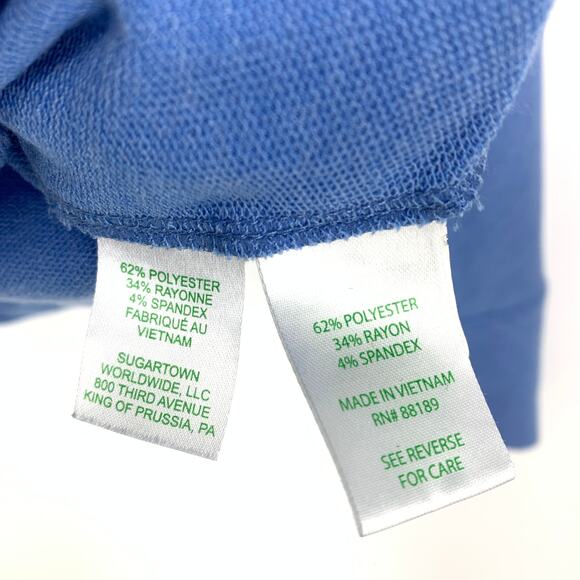 62% POLYESTER
34% RAYONNE
4% SPANDEX
FABRIQUÉ AU
VIETNAM
SUGARTOWN
WORLDWIDE, LLC
800 THIRD AVENUE
KING OF PRUSSIA, PA
62% POLYESTER
34% RAYON
4% SPANDEX
MADE IN VIETNAM
RN# 88189
SEE REVERSE
FOR CARE